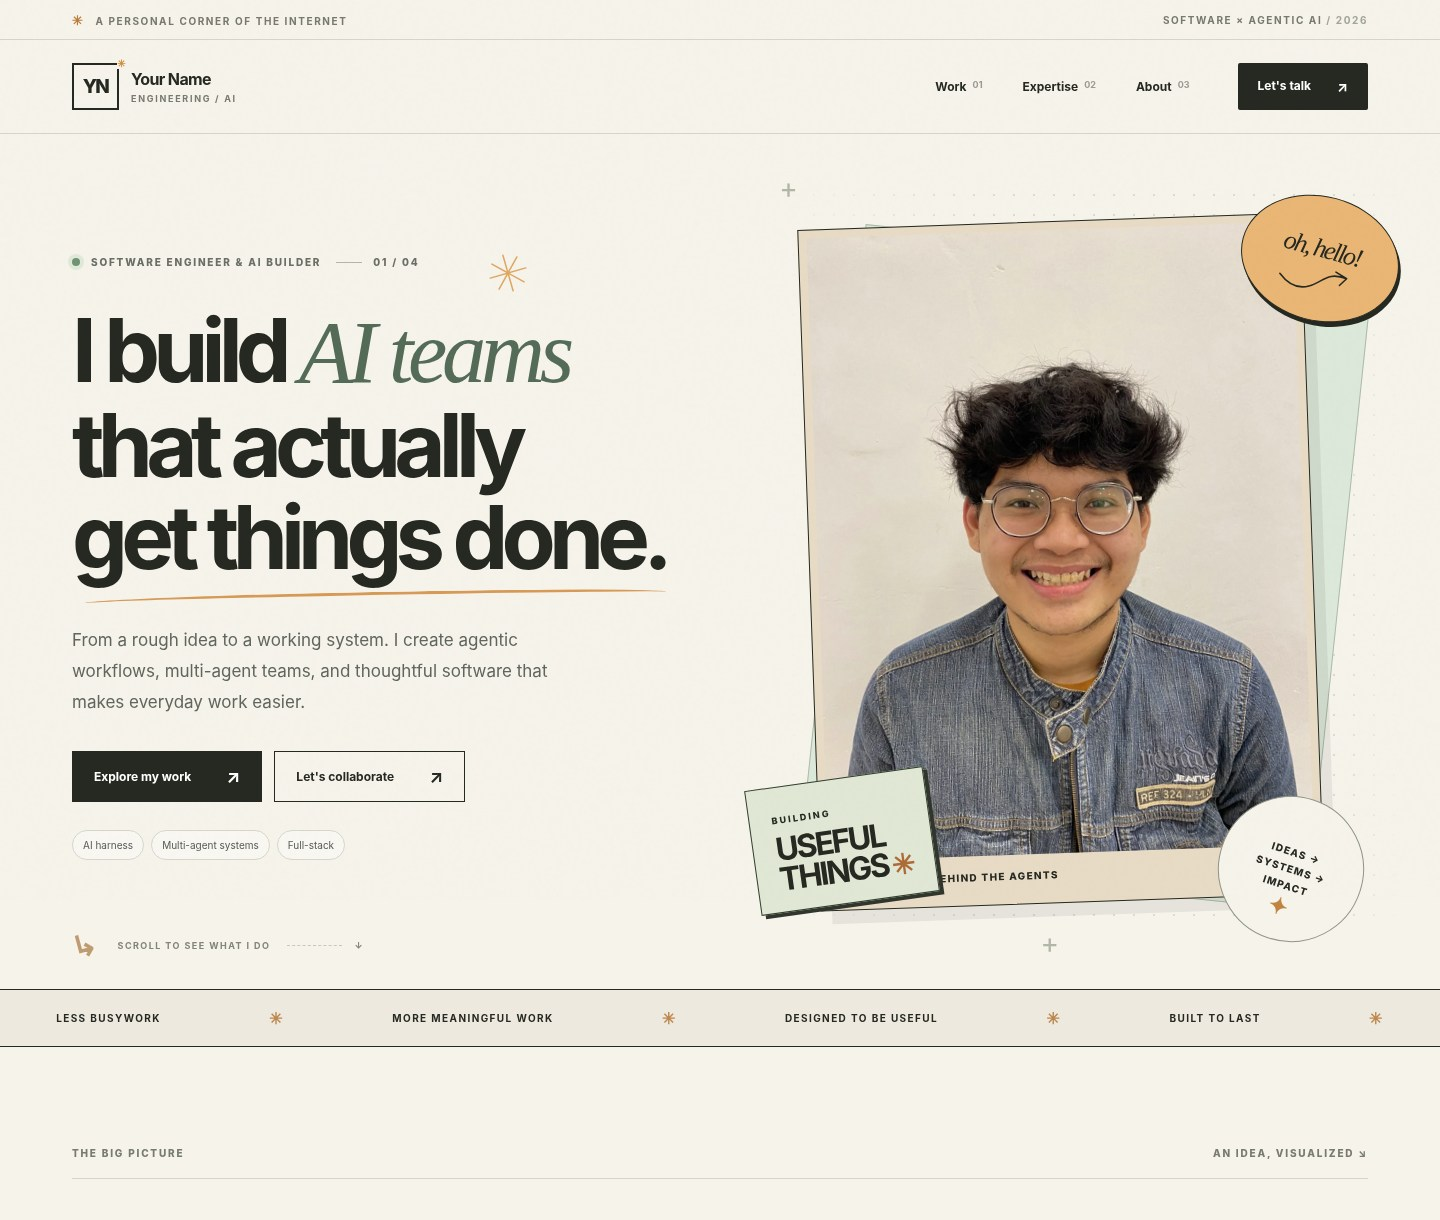 A PERSONAL CORNER OF THE INTERNET
SOFTWARE × AGENTIC AI / 2026
YN
Your Name
ENGINEERING / AI
Work 01
Expertise 02
About 03
Let's talk
SOFTWARE ENGINEER & AI BUILDER
01 / 04
I build AI teams
that actually
get things done.
From a rough idea to a working system. I create agentic
workflows, multi-agent teams, and thoughtful software that
makes everyday work easier.
Explore my work
Let's collaborate
AI harness
Multi-agent systems
Full-stack
SCROLL TO SEE WHAT I DO
oh, hello!
JEANS
REF 324
BUILDING
USEFUL
THINGS
EHIND THE AGENTS
IDEAS →
SYSTEMS →
IMPACT
LESS BUSYWORK
MORE MEANINGFUL WORK
DESIGNED TO BE USEFUL
BUILT TO LAST
THE BIG PICTURE
AN IDEA, VISUALIZED